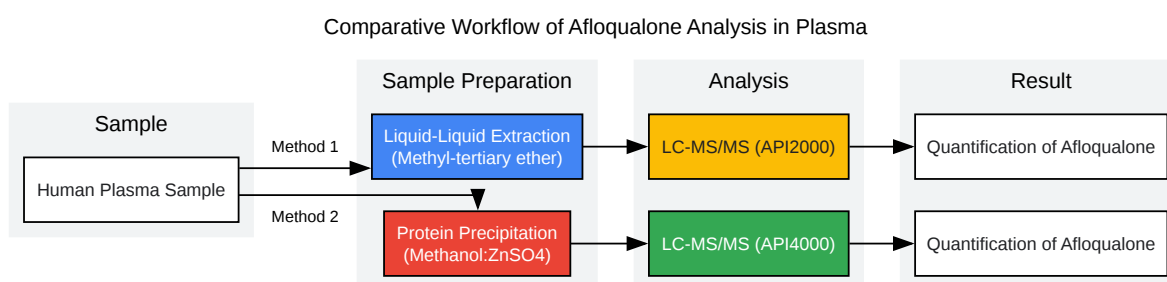 Comparative Workflow of Afloqualone Analysis in Plasma
Sample
Human Plasma Sample
Method 1
Method 2
Sample Preparation
Liquid-Liquid Extraction
(Methyl-tertiary ether)
Protein Precipitation
(Methanol:ZnSO4)
Analysis
LC-MS/MS (API2000)
LC-MS/MS (API4000)
Result
Quantification of Afloqualone
Quantification of Afloqualone